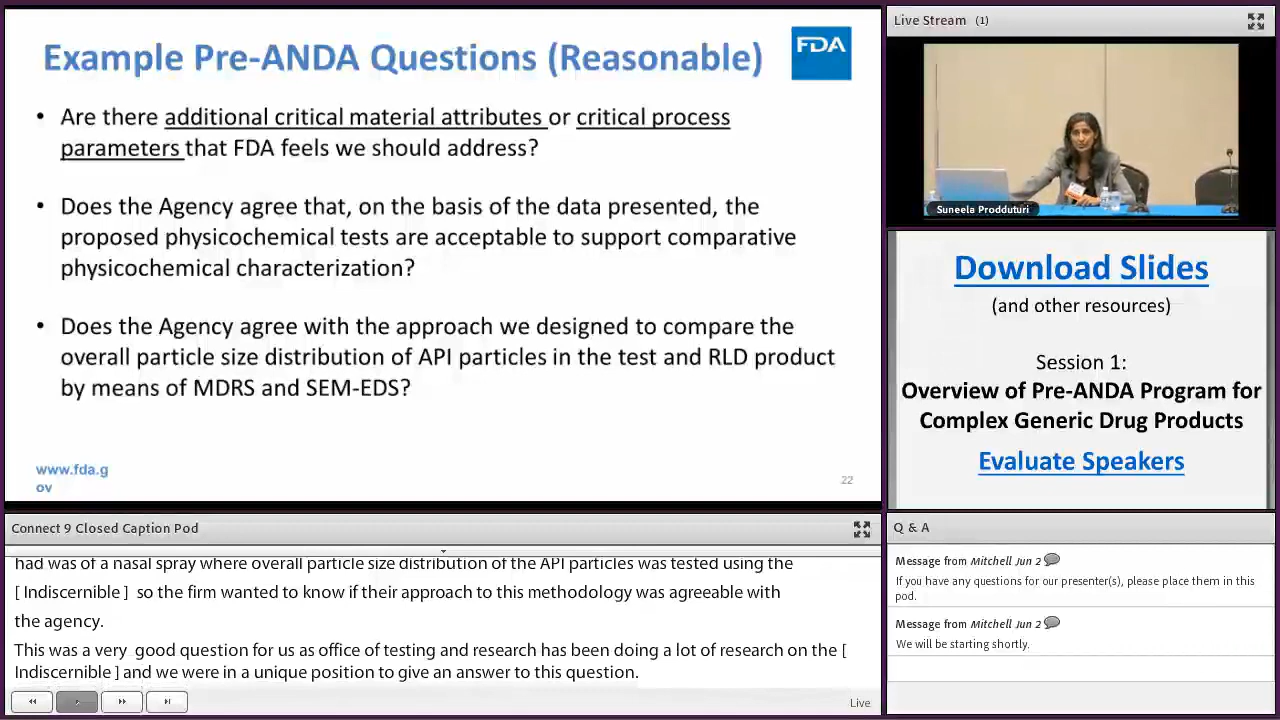 Example Pre-ANDA Questions (Reasonable)
FDA
• Are there additional critical material attributes or critical process
parameters that FDA feels we should address?
• Does the Agency agree that, on the basis of the data presented, the
proposed physicochemical tests are acceptable to support comparative
physicochemical characterization?
• Does the Agency agree with the approach we designed to compare the
overall particle size distribution of API particles in the test and RLD product
by means of MDRS and SEM-EDS?
www.fda.g
ov
22
Live Stream (1)
Suneela Prodduturi
Download Slides
(and other resources)
Session 1:
Overview of Pre-ANDA Program for
Complex Generic Drug Products
Evaluate Speakers
Connect 9 Closed Caption Pod
had was of a nasal spray where overall particle size distribution of the API particles was tested using the
[ Indiscernible ] so the firm wanted to know if their approach to this methodology was agreeable with
the agency.
This was a very good question for us as office of testing and research has been doing a lot of research on the [
Indiscernible ] and we were in a unique position to give an answer to this question.
Live
Q & A
Message from Mitchell Jun 2
If you have any questions for our presenter(s), please place them in this
pod.
Message from Mitchell Jun 2
We will be starting shortly.